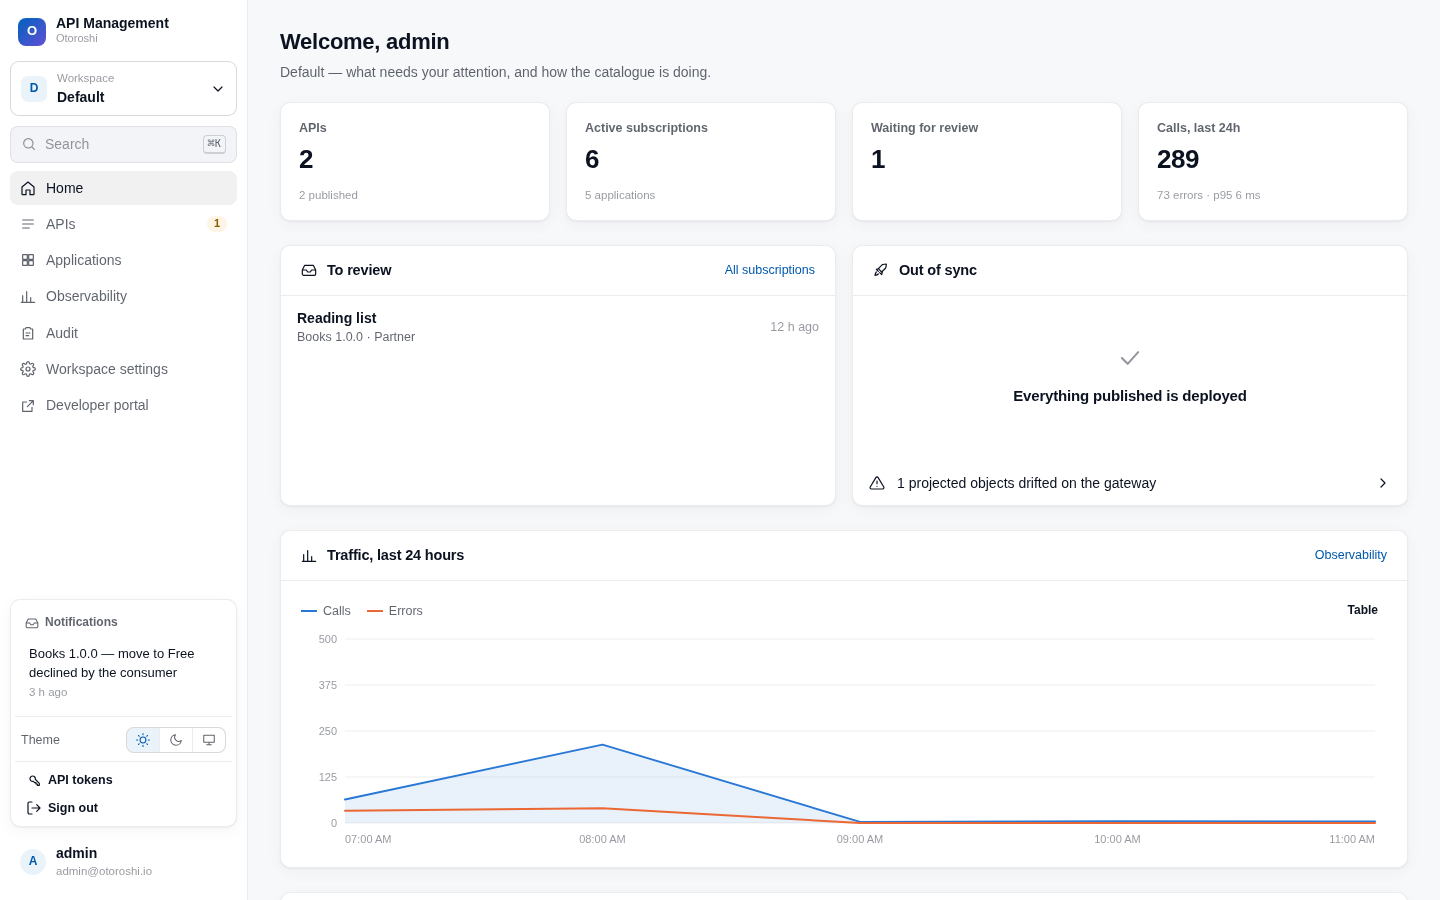 O
API Management
Otoroshi
D
Workspace
Default
Search
⌘K
Home
APIs
1
Applications
Observability
Audit
Workspace settings
Developer portal
Notifications
Books 1.0.0 — move to Free
declined by the consumer
3 h ago
Theme
API tokens
Sign out
A
admin
admin@otoroshi.io
Welcome, admin
Default — what needs your attention, and how the catalogue is doing.
APIs
2
2 published
Active subscriptions
6
5 applications
Waiting for review
1
Calls, last 24h
289
73 errors · p95 6 ms
To review
All subscriptions
Reading list
Books 1.0.0 · Partner
12 h ago
Out of sync
Everything published is deployed
1 projected objects drifted on the gateway
Traffic, last 24 hours
Observability
Calls
Errors
Table
500
375
250
125
0
07:00 AM
08:00 AM
09:00 AM
10:00 AM
11:00 AM